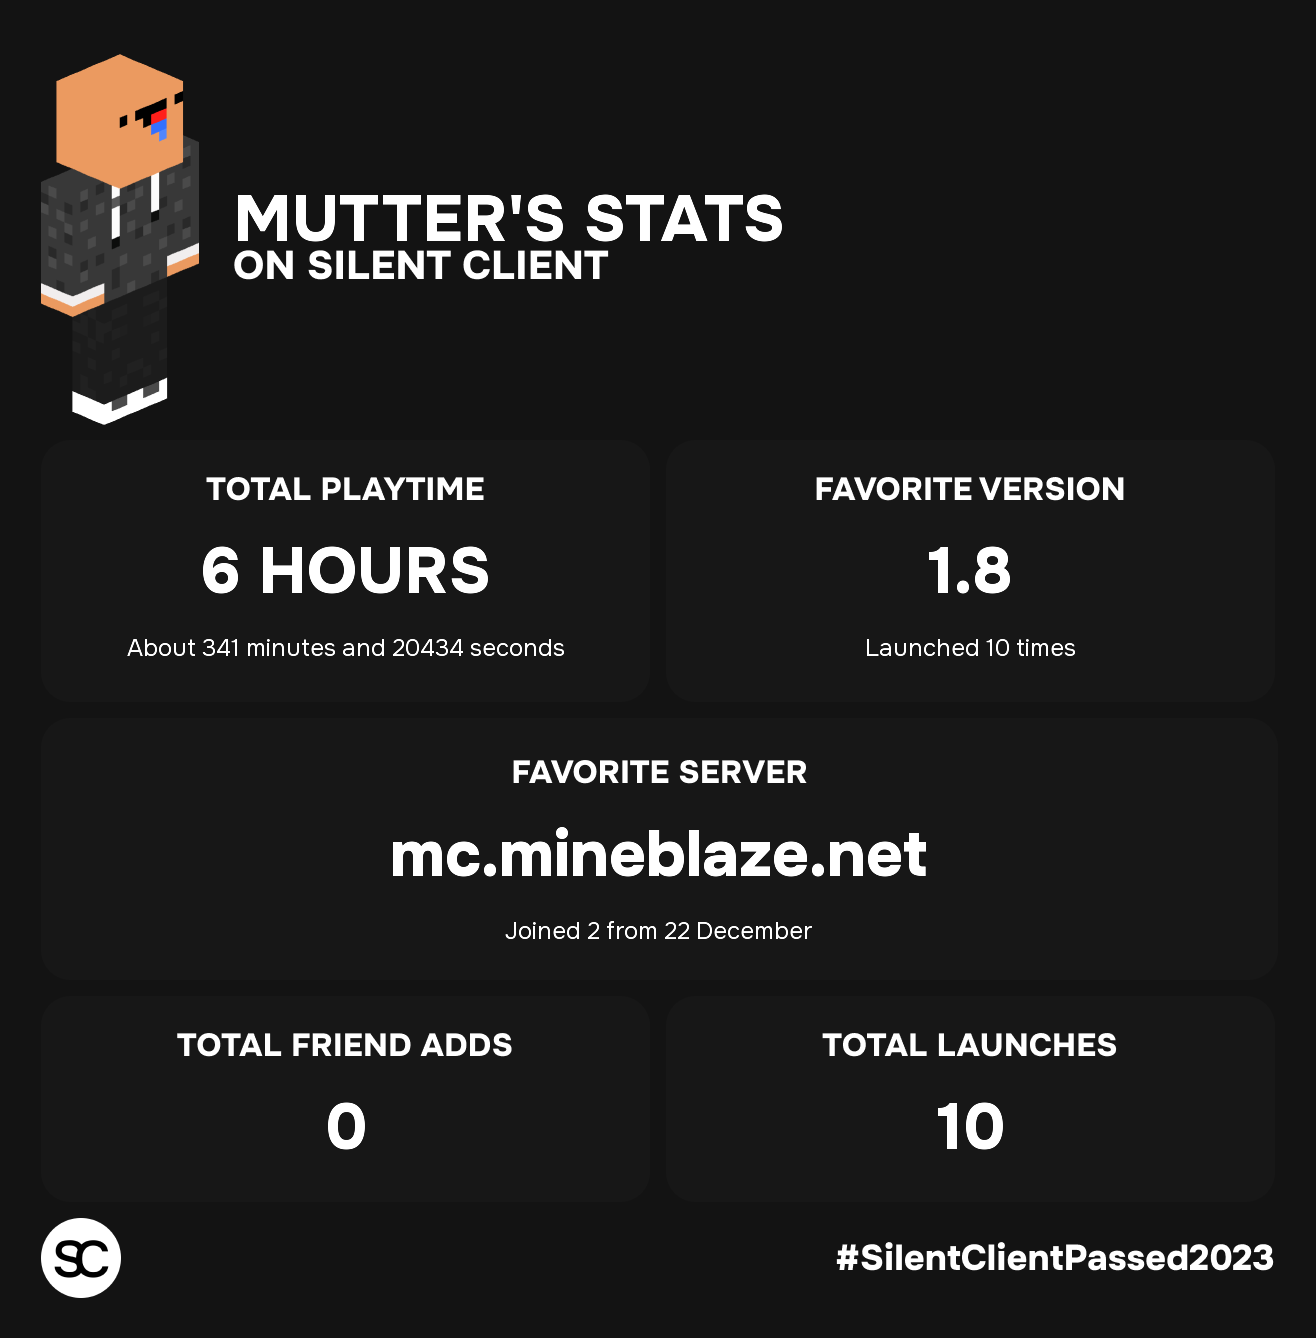 MUTTER'S STATS
ON SILENT CLIENT
TOTAL PLAYTIME
6 HOURS
About 341 minutes and 20434 seconds
FAVORITE VERSION
1.8
Launched 10 times
FAVORITE SERVER
mc.mineblaze.net
Joined 2 from 22 December
TOTAL FRIEND ADDS
0
TOTAL LAUNCHES
10
SC
#SilentClientPassed2023